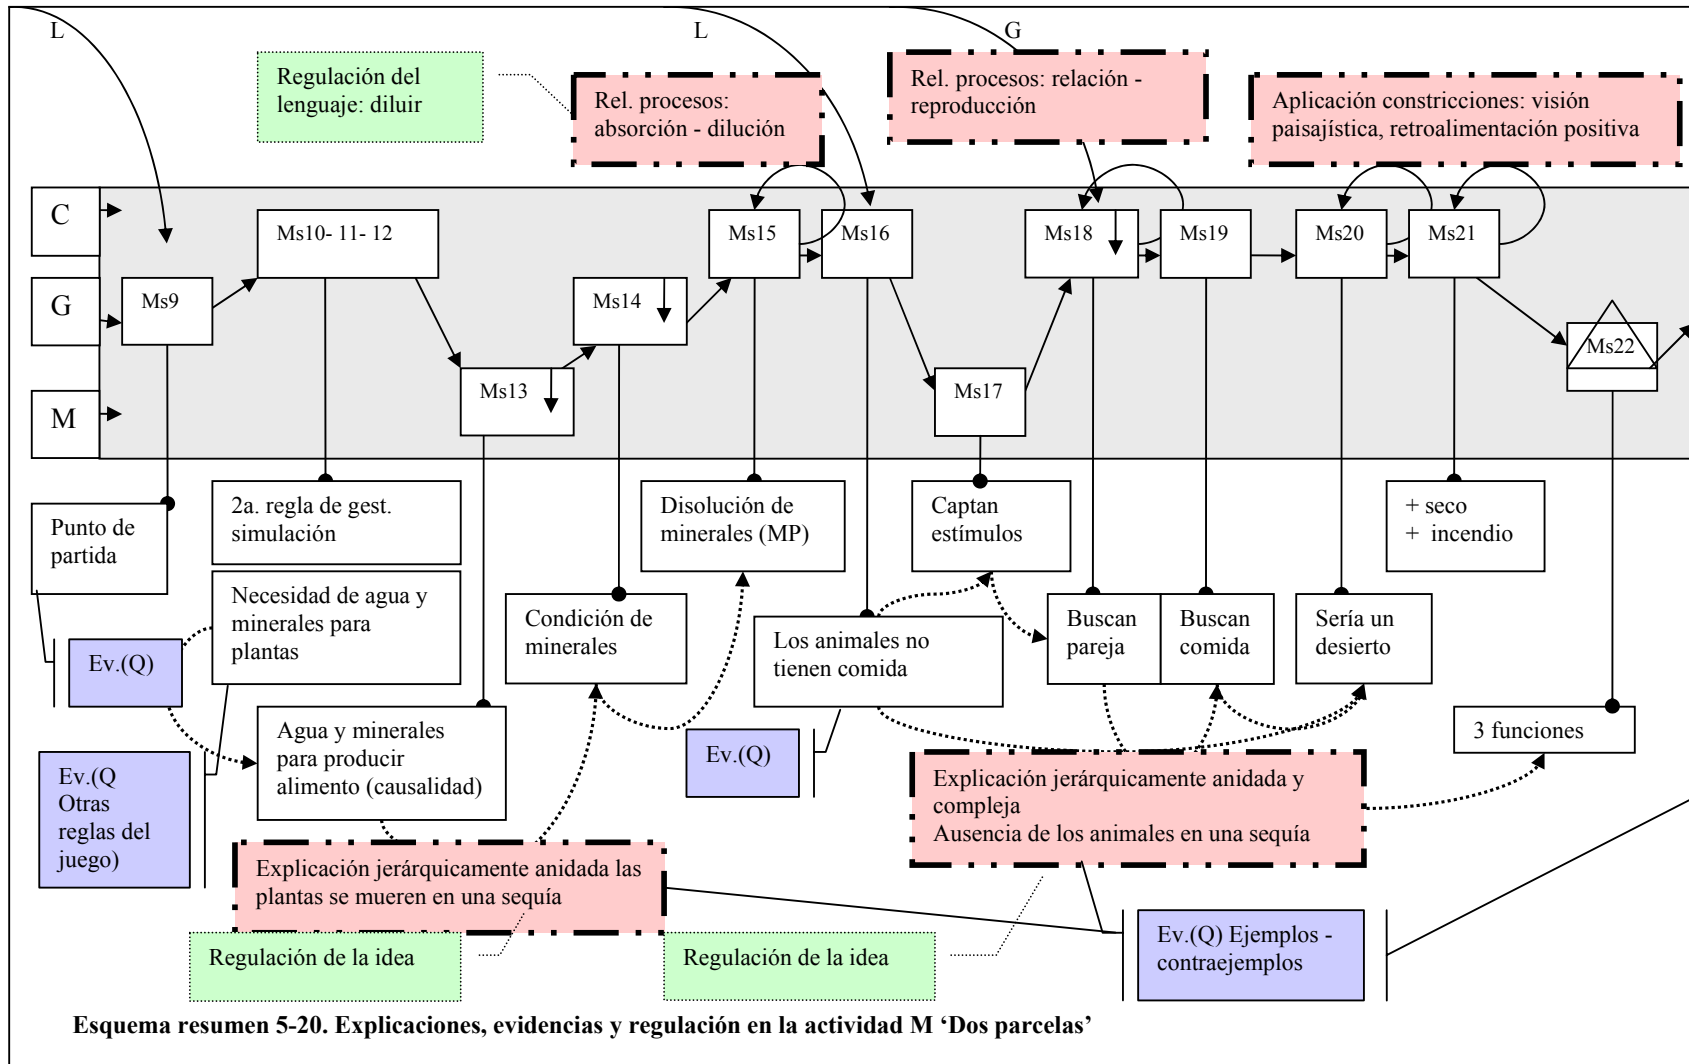 L
L
G
Regulación del
lenguaje: diluir
Rel. procesos:
absorción - dilución
Rel. procesos: relación -
reproducción
Aplicación constricciones: visión
paisajística, retroalimentación positiva
C
G
M
Ms9
Ms10- 11- 12
Ms13
Ms14
Ms15
Ms16
Ms17
Ms18
Ms19
Ms20
Ms21
Ms22
Punto de
partida
2a. regla de gest.
simulación
Necesidad de agua y
minerales para
plantas
Ev.(Q)
Ev.(Q
Otras
reglas del
juego)
Agua y minerales
para producir
alimento (causalidad)
Condición de
minerales
Disolución de
minerales (MP)
Los animales no
tienen comida
Ev.(Q)
Captan
estímulos
Buscan
pareja
Buscan
comida
Sería un
desierto
+ seco
+ incendio
3 funciones
Explicación jerárquicamente anidada las
plantas se mueren en una sequía
Explicación jerárquicamente anidada y
compleja
Ausencia de los animales en una sequía
Regulación de la idea
Regulación de la idea
Ev.(Q) Ejemplos -
contraejemplos
Esquema resumen 5-20. Explicaciones, evidencias y regulación en la actividad M ‘Dos parcelas’